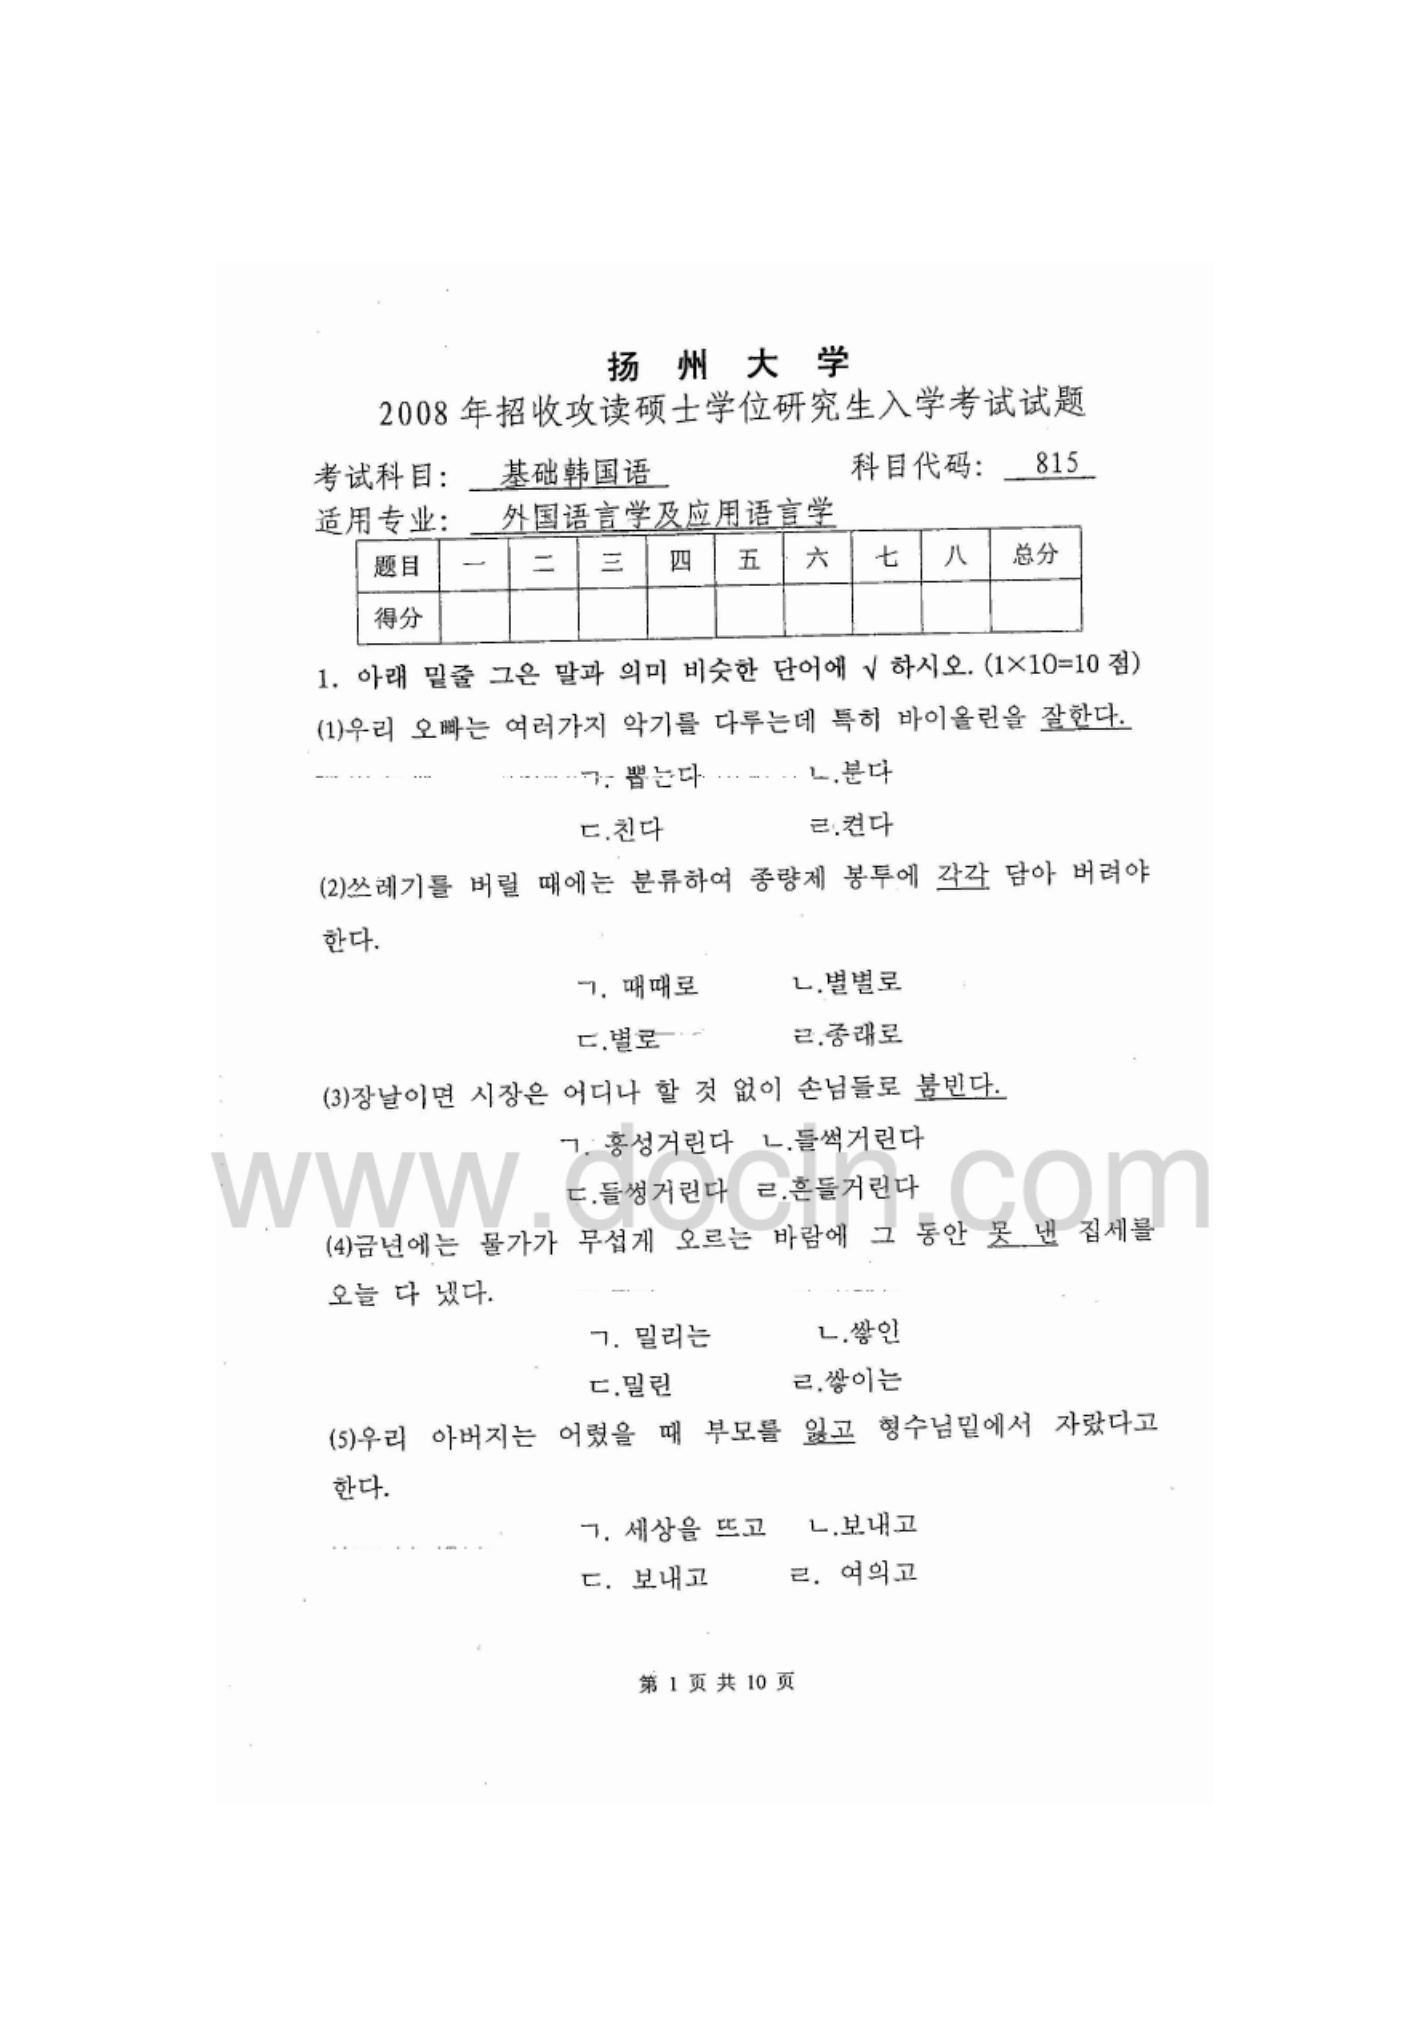 扬 州 大 学
2008 年招收攻读硕士学位研究生入学考试试题
考试科目: 基础韩国语 科目代码: 815
适用专业: 外国语言学及应用语言学
题目 一 二 三 四 五 六 七 八 总分
得分
1. 아래 밑줄 그은 말과 의미 비슷한 단어에 √ 하시오. (1×10=10 점)
(1)우리 오빠는 여러가지 악기를 다루는데 특히 바이올린을 잘한다.
ㄱ. 뽑는다 ㄴ.분다
ㄷ.친다 ㄹ.켠다
(2)쓰레기를 버릴 때에는 분류하여 종량제 봉투에 각각 담아 버려야
한다.
ㄱ. 때때로 ㄴ.별별로
ㄷ.별로 ㄹ.종래로
(3)장날이면 시장은 어디나 할 것 없이 손님들로 붐빈다.
ㄱ. 흥성거린다 ㄴ.들썩거린다
ㄷ.들썽거린다 ㄹ.흔들거린다
www.docin.com
(4)금년에는 물가가 무섭게 오르는 바람에 그 동안 못 낸 집세를
오늘 다 냈다.
ㄱ. 밀리는 ㄴ.쌓인
ㄷ.밀린 ㄹ.쌓이는
(5)우리 아버지는 어렸을 때 부모를 잃고 형수님밑에서 자랐다고
한다.
ㄱ. 세상을 뜨고 ㄴ.보내고
ㄷ. 보내고 ㄹ. 여의고
第 1 页 共 10 页